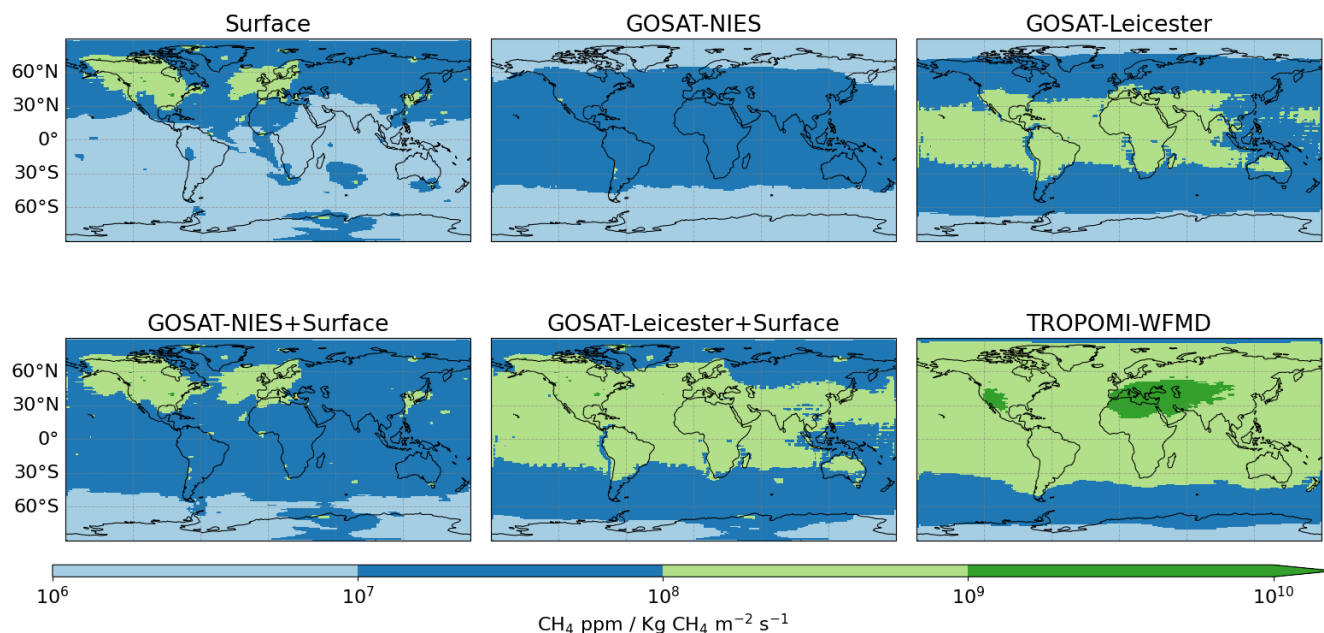 Surface
GOSAT-NIES
GOSAT-Leicester
60°N
30°N
0°
30°S
60°S
GOSAT-NIES+Surface
GOSAT-Leicester+Surface
TROPOMI-WFMD
60°N
30°N
0°
30°S
60°S
10⁶ 10⁷ 10⁸ 10⁹ 10¹⁰
CH₄ ppm / Kg CH₄ m⁻² s⁻¹